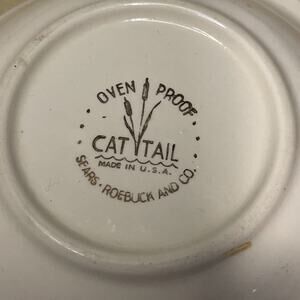 OVEN PROOF
CAT TAIL
MADE IN U.S.A.
SEARS · ROEBUCK AND CO.